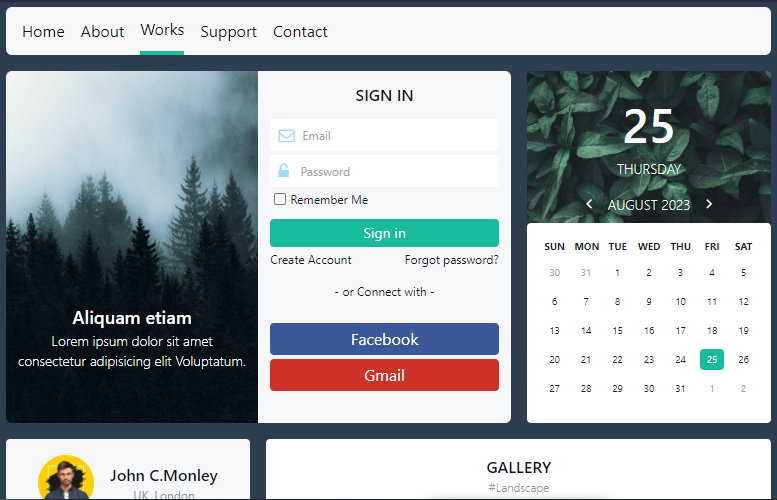 Home About Works Support Contact
Aliquam etiam
Lorem ipsum dolor sit amet
consectetur adipisicing elit Voluptatum.
SIGN IN
Email
Password
Remember Me
Sign in
Create Account Forgot password?
- or Connect with -
Facebook
Gmail
25
THURSDAY
AUGUST 2023
SUN MON TUE WED THU FRI SAT
30 31 1 2 3 4 5
6 7 8 9 10 11 12
13 14 15 16 17 18 19
20 21 22 23 24 25 26
27 28 29 30 31 1 2
John C.Monley
UK, London
GALLERY
#Landscape